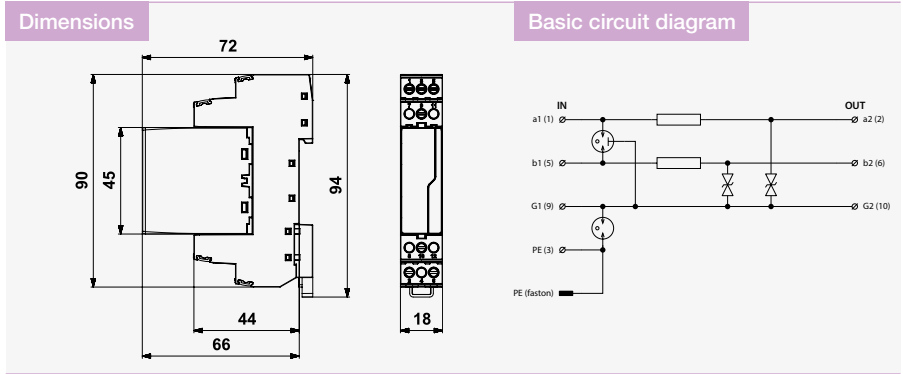 Dimensions
Basic circuit diagram
72
90
45
94
44
66
18
IN
OUT
a1 (1)
a2 (2)
b1 (5)
b2 (6)
G1 (9)
G2 (10)
PE (3)
PE (faston)